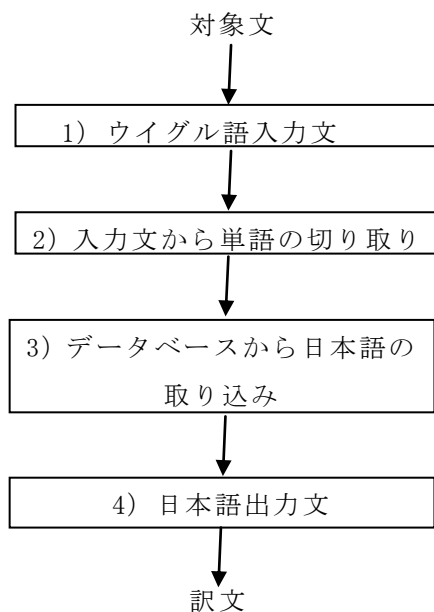 対象文
1) ウイグル語入力文
2) 入力文から単語の切り取り
3) データベースから日本語の
取り込み
4) 日本語出力文
訳文